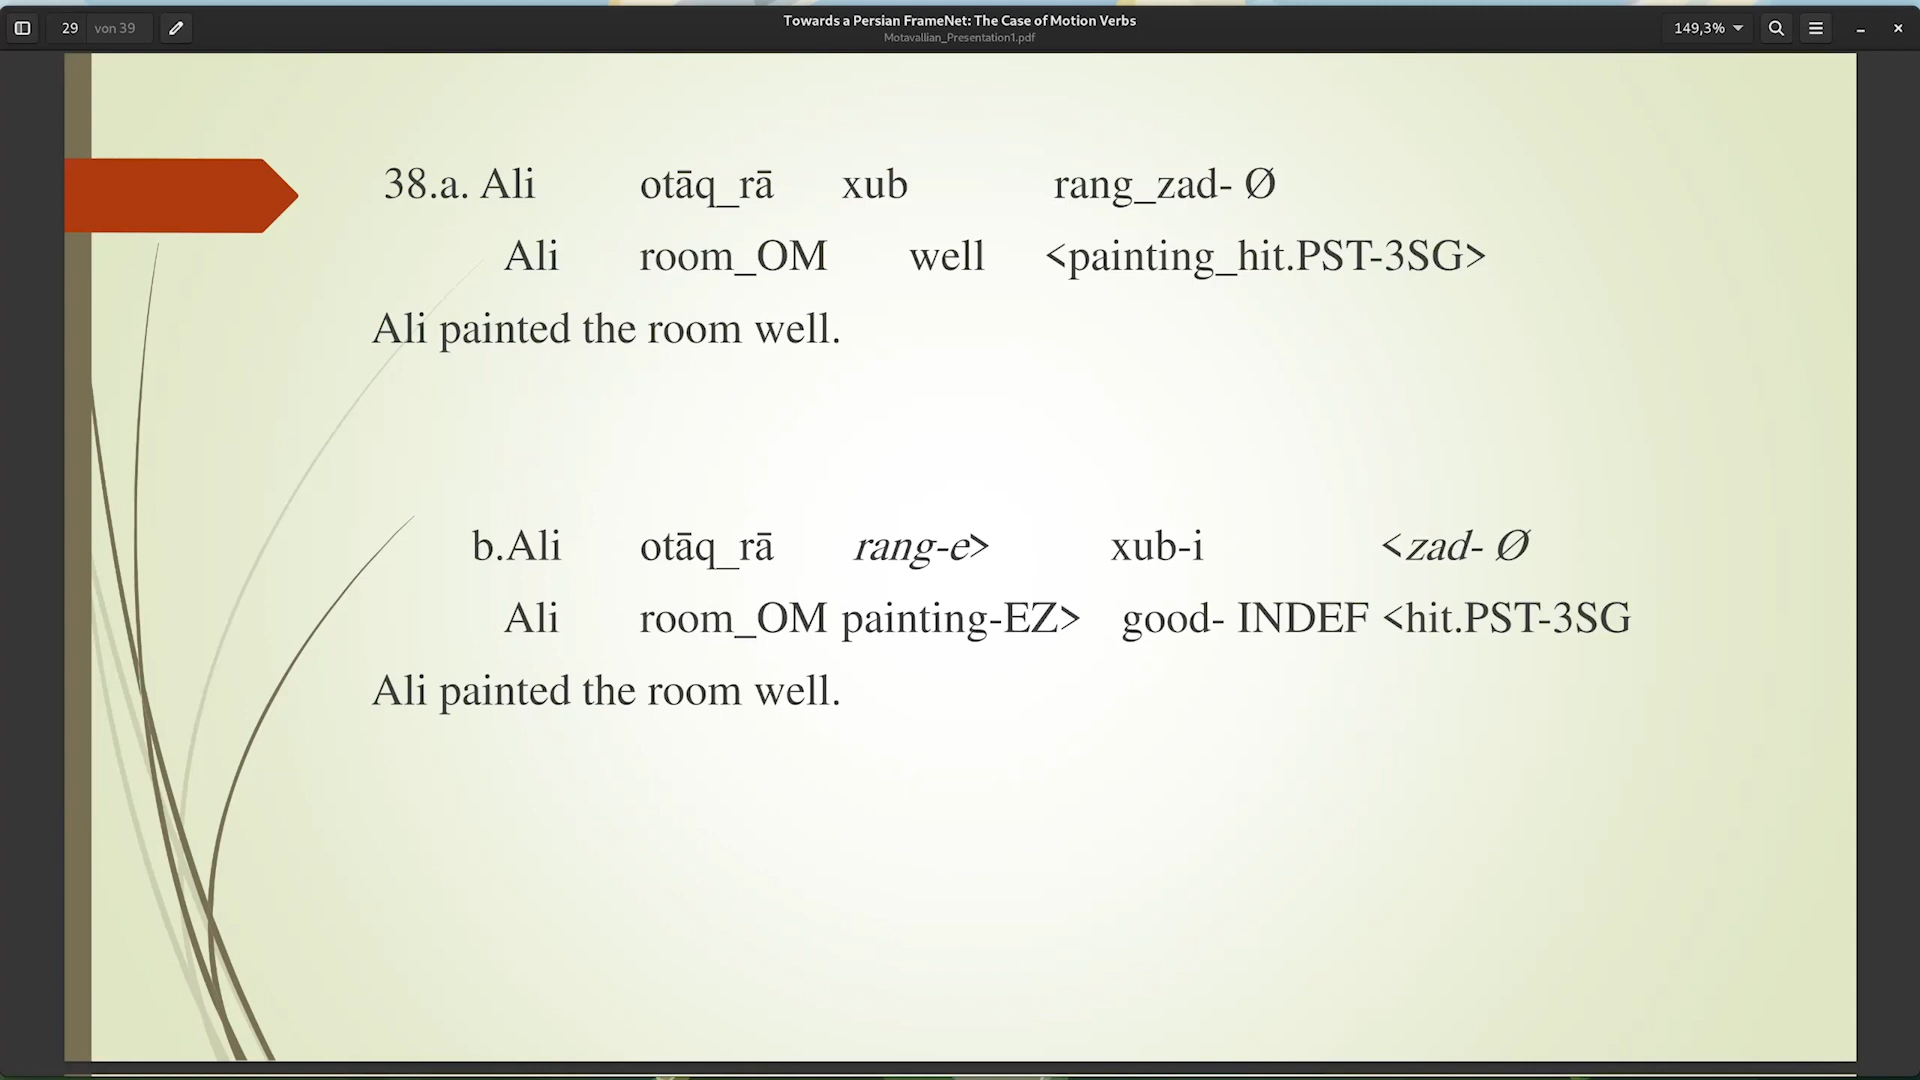 Towards a Persian FrameNet: The Case of Motion Verbs
29 von 39
149,3%
Motavallian_Presentation1.pdf
38.a. Ali otāq_rā xub rang_zad- Ø
Ali room_OM well <painting_hit.PST-3SG>
Ali painted the room well.
b.Ali otāq_rā rang-e> xub-i <zad- Ø
Ali room_OM painting-EZ> good- INDEF <hit.PST-3SG
Ali painted the room well.